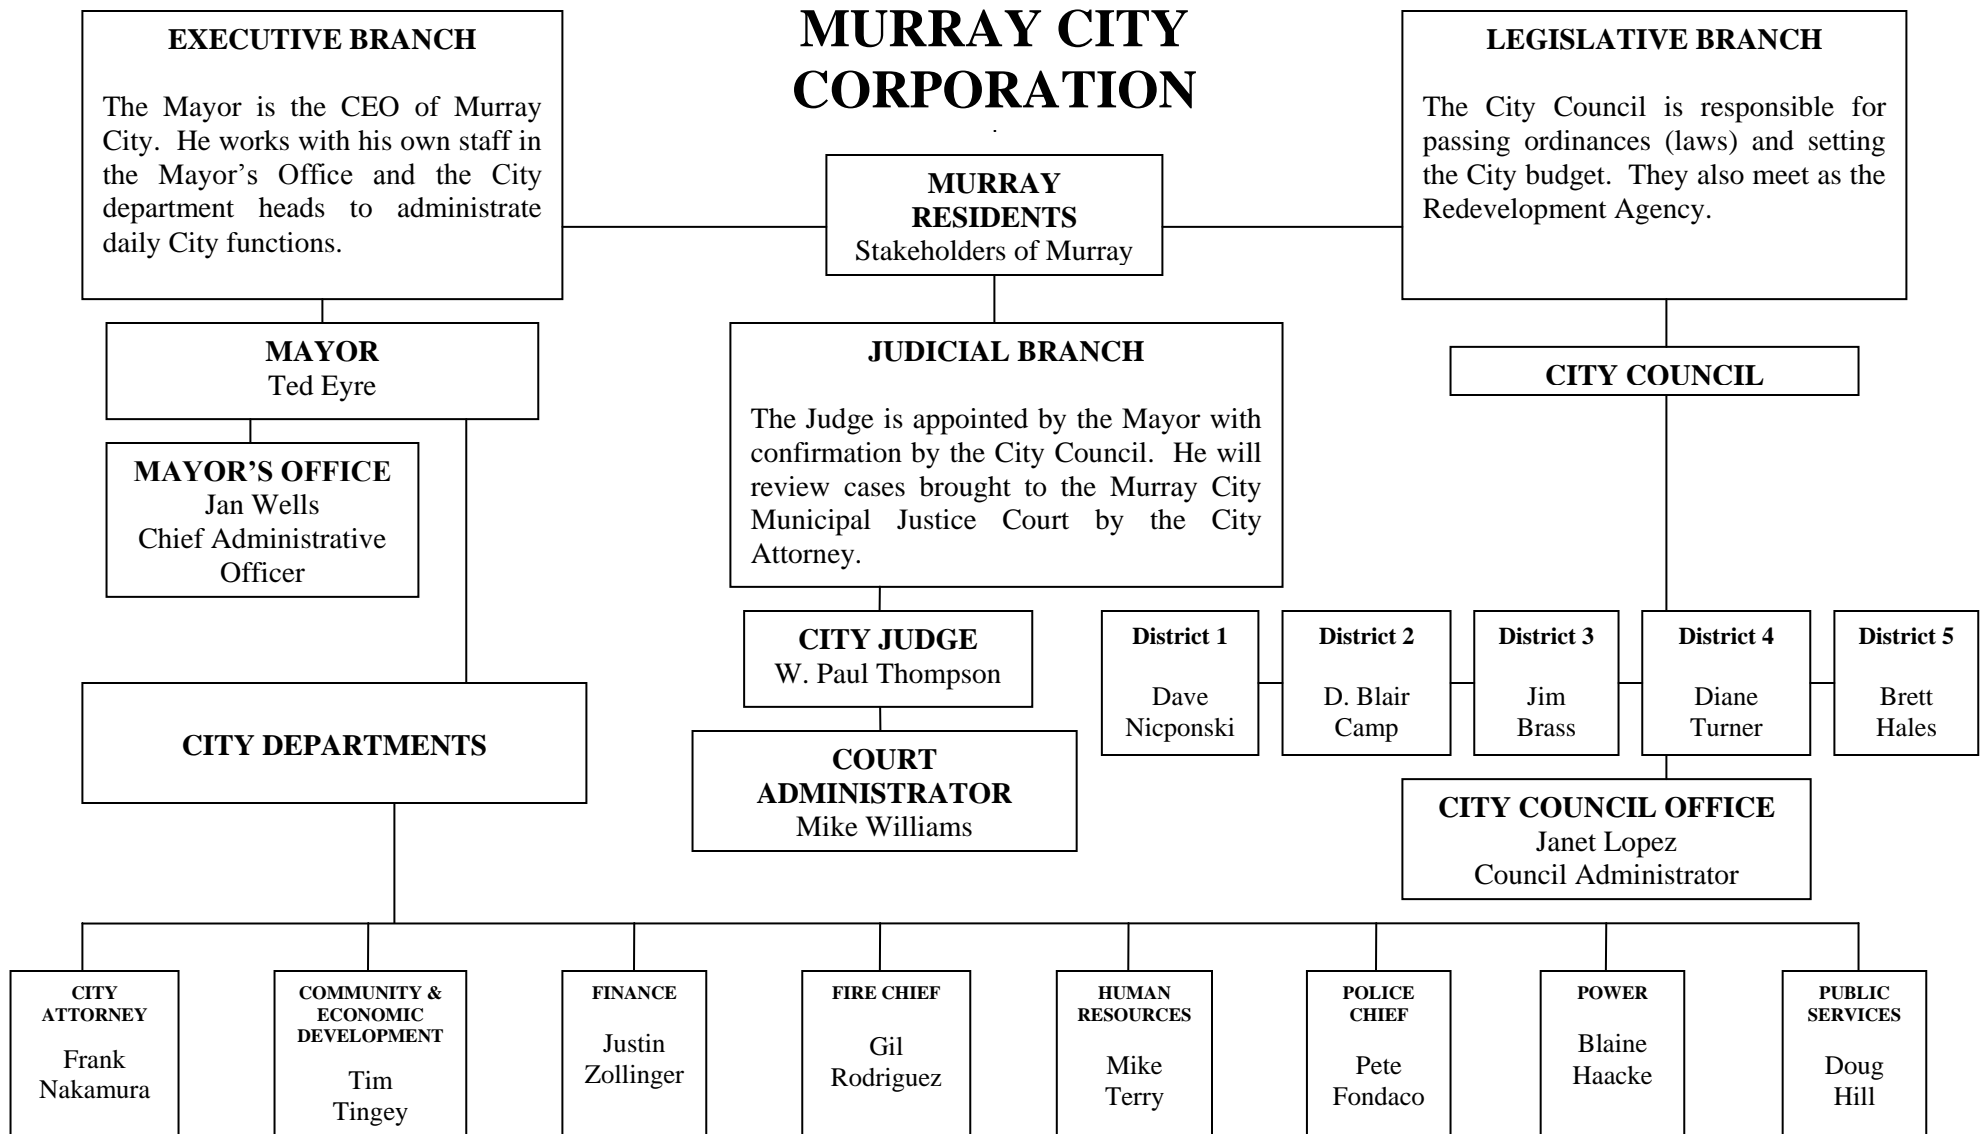 MURRAY CITY
CORPORATION
.
EXECUTIVE BRANCH
The Mayor is the CEO of Murray
City. He works with his own staff in
the Mayor’s Office and the City
department heads to administrate
daily City functions.
MURRAY
RESIDENTS
Stakeholders of Murray
LEGISLATIVE BRANCH
The City Council is responsible for
passing ordinances (laws) and setting
the City budget. They also meet as the
Redevelopment Agency.
MAYOR
Ted Eyre
MAYOR’S OFFICE
Jan Wells
Chief Administrative
Officer
JUDICIAL BRANCH
The Judge is appointed by the Mayor with
confirmation by the City Council. He will
review cases brought to the Murray City
Municipal Justice Court by the City
Attorney.
CITY COUNCIL
CITY JUDGE
W. Paul Thompson
COURT
ADMINISTRATOR
Mike Williams
District 1
Dave
Nicponski
District 2
D. Blair
Camp
District 3
Jim
Brass
District 4
Diane
Turner
District 5
Brett
Hales
CITY COUNCIL OFFICE
Janet Lopez
Council Administrator
CITY DEPARTMENTS
CITY
ATTORNEY
Frank
Nakamura
COMMUNITY &
ECONOMIC
DEVELOPMENT
Tim
Tingey
FINANCE
Justin
Zollinger
FIRE CHIEF
Gil
Rodriguez
HUMAN
RESOURCES
Mike
Terry
POLICE
CHIEF
Pete
Fondaco
POWER
Blaine
Haacke
PUBLIC
SERVICES
Doug
Hill